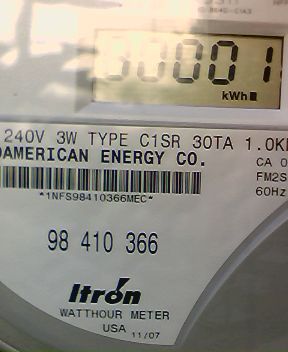 00001
kWh
240V 3W TYPE C1SR 30TA 1.0K
AMERICAN ENERGY CO.
CA 0
FM2S
60Hz
*1NFS98410366MEC*
98 410 366
Itron
WATTHOUR METER
USA 11/07